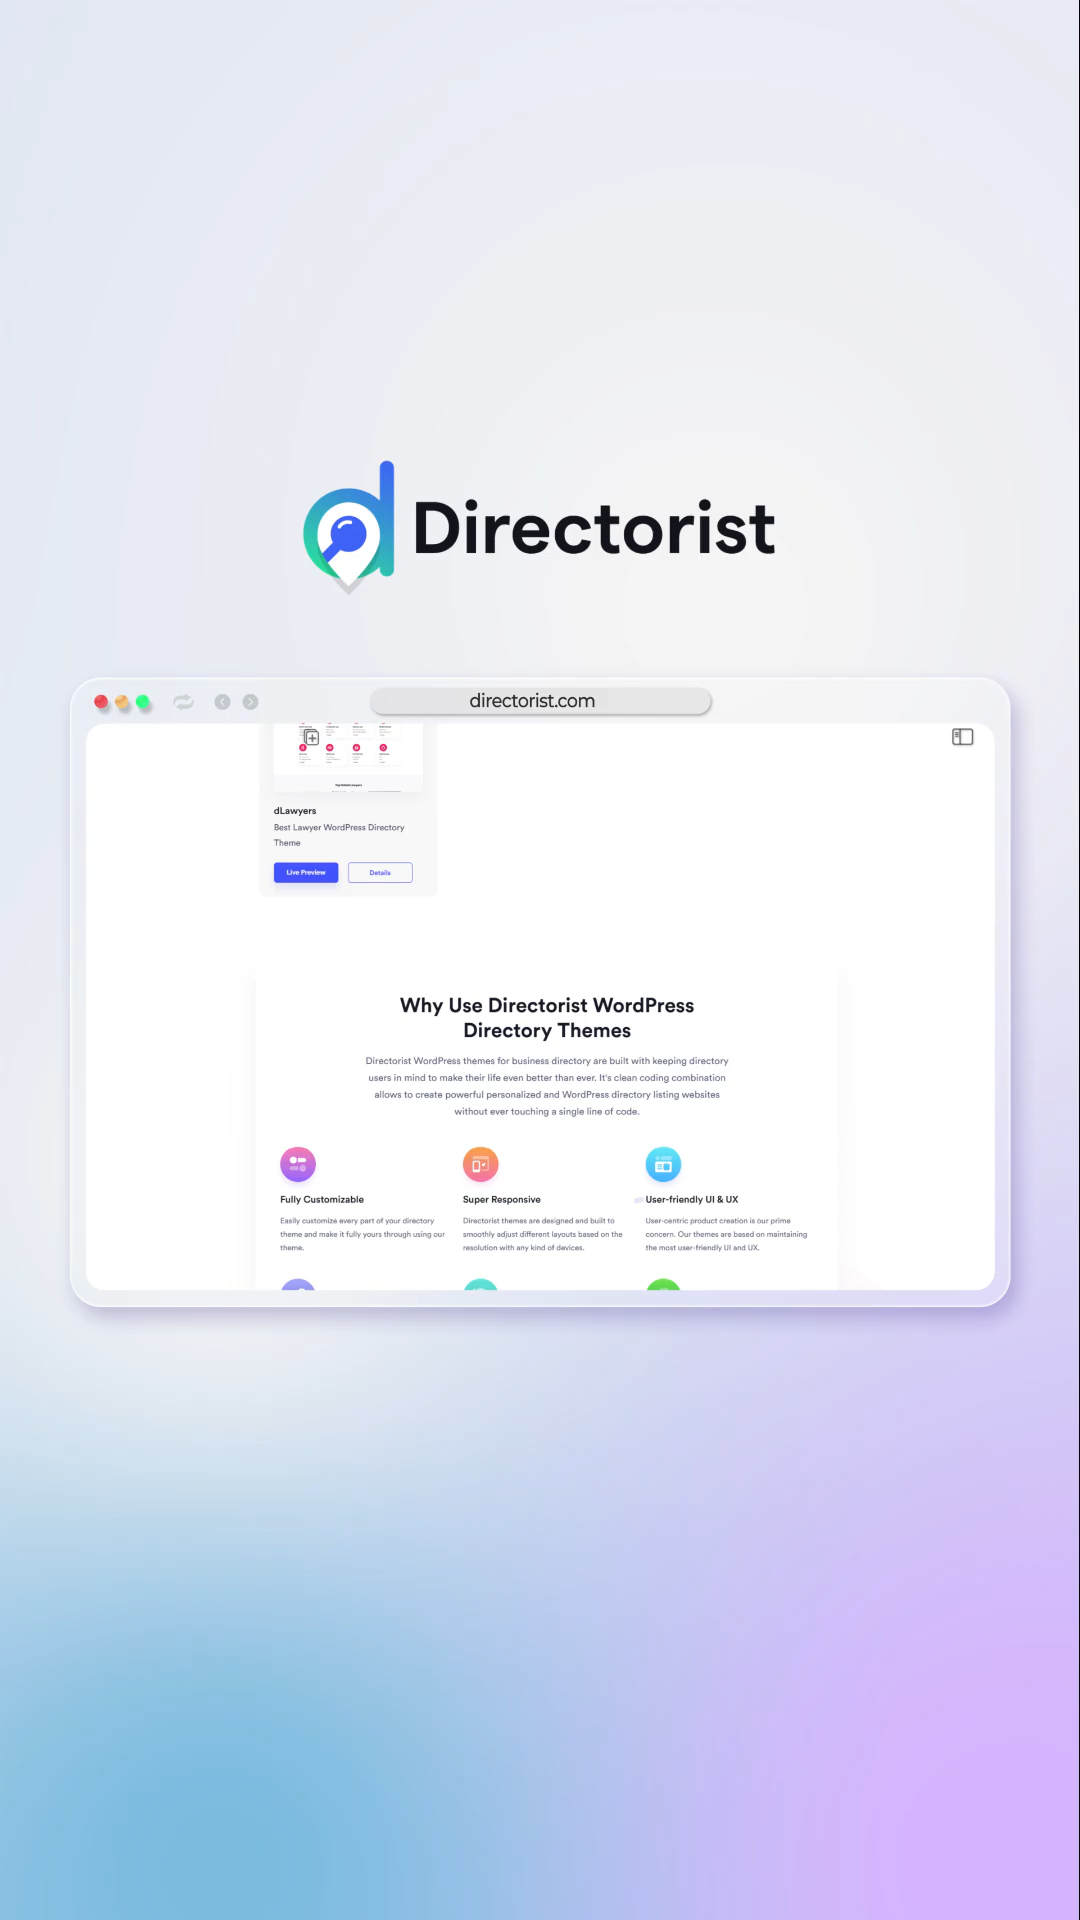 Directorist
directorist.com
dLawyers
Best Lawyer WordPress Directory
Theme
Live Preview
Details
Why Use Directorist WordPress
Directory Themes
Directorist WordPress themes for business directory are built with keeping directory
users in mind to make their life even better than ever. It's clean coding combination
allows to create powerful personalized and WordPress directory listing websites
without ever touching a single line of code.
Fully Customizable
Easily customize every part of your directory
theme and make it fully yours through using our
theme.
Super Responsive
Directorist themes are designed and built to
smoothly adjust different layouts based on the
resolution with any kind of devices.
User-friendly UI & UX
User-centric product creation is our prime
concern. Our themes are based on maintaining
the most user-friendly UI and UX.